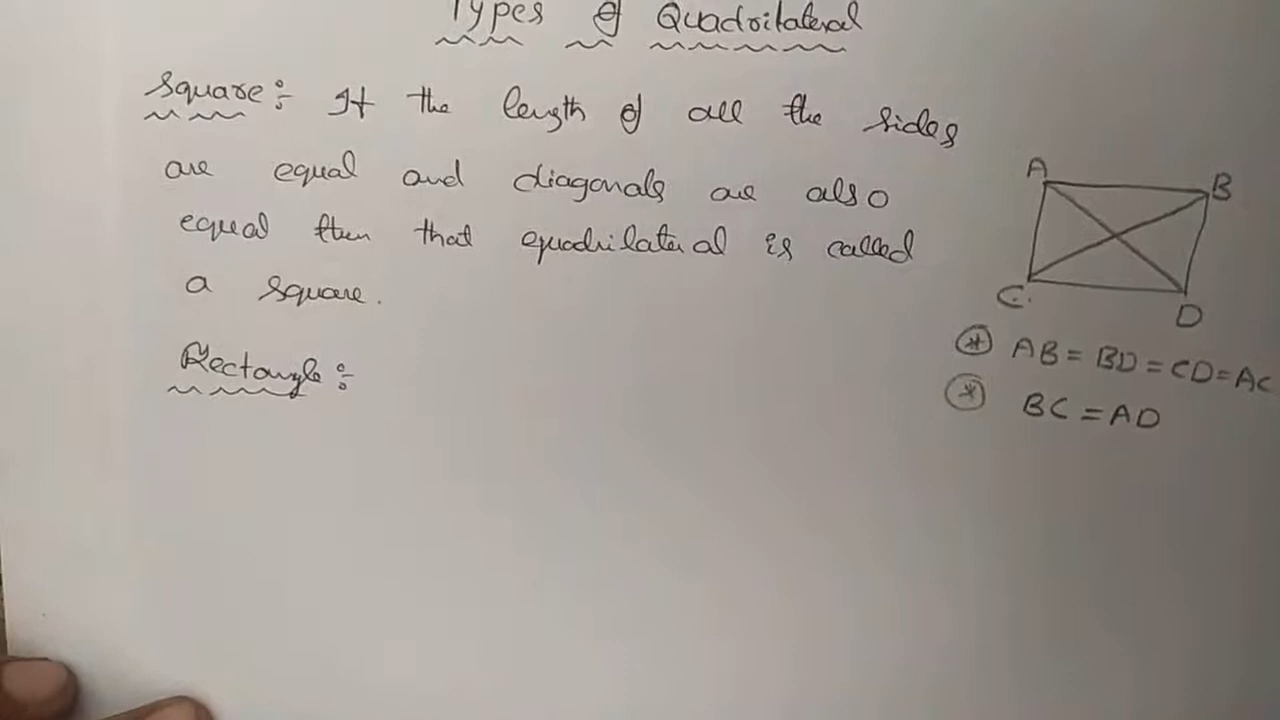 Types of Quadrilateral
Square:- If the length of all the sides
are equal and diagonals are also
equal then that quadrilateral is called
a square.
Rectangle:-
A
B
C.
D
* AB = BD = CD = AC
* BC = AD